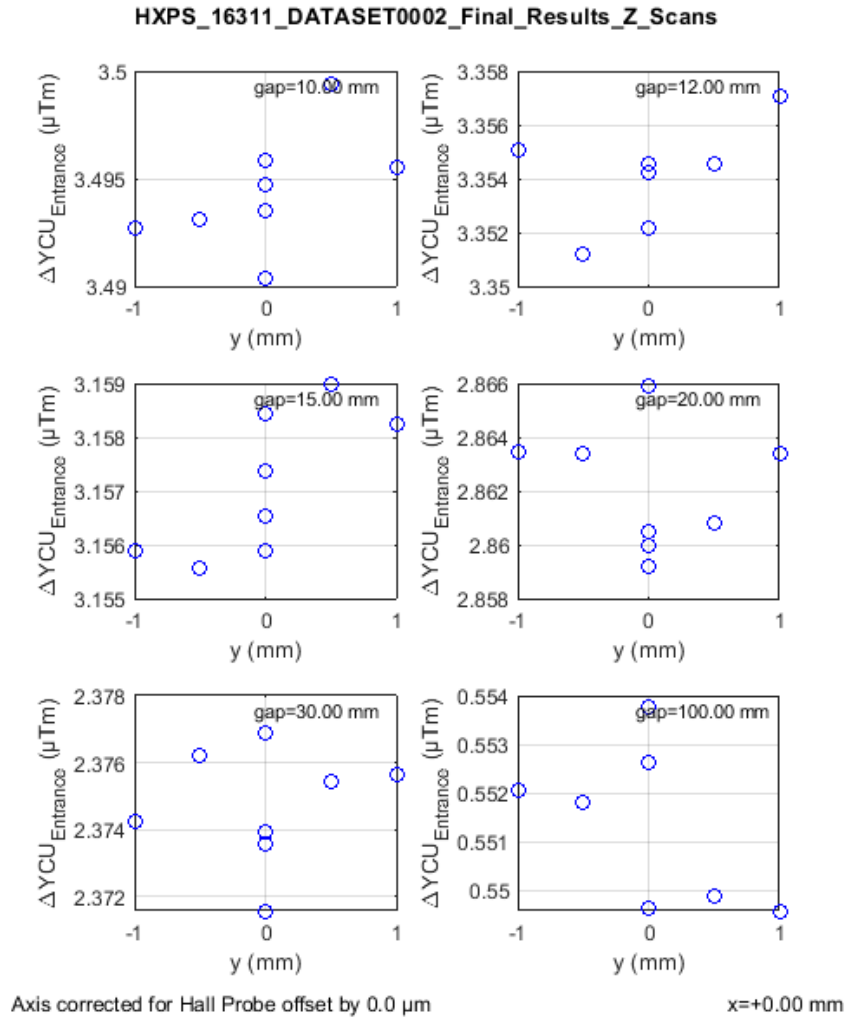 HXPS_16311_DATASET0002_Final_Results_Z_Scans
ΔYCU_Entrance (μTm)
3.5
3.495
3.49
gap=10.00 mm
-1 0 1
y (mm)
ΔYCU_Entrance (μTm)
3.358
3.356
3.354
3.352
3.35
gap=12.00 mm
-1 0 1
y (mm)
ΔYCU_Entrance (μTm)
3.159
3.158
3.157
3.156
3.155
gap=15.00 mm
-1 0 1
y (mm)
ΔYCU_Entrance (μTm)
2.866
2.864
2.862
2.86
2.858
gap=20.00 mm
-1 0 1
y (mm)
ΔYCU_Entrance (μTm)
2.378
2.376
2.374
2.372
gap=30.00 mm
-1 0 1
y (mm)
ΔYCU_Entrance (μTm)
0.554
0.553
0.552
0.551
0.55
gap=100.00 mm
-1 0 1
y (mm)
Axis corrected for Hall Probe offset by 0.0 μm
x=+0.00 mm